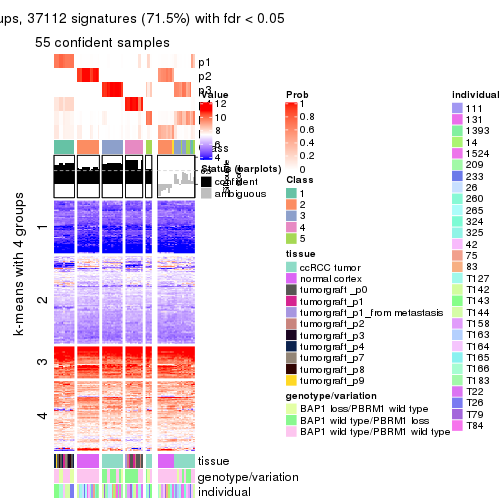 ups, 37112 signatures (71.5%) with fdr < 0.05
55 confident samples
p1
p2
p3
Value
12
10
8
6
4
Class
Status (barplots)
confident
ambiguous
k-means with 4 groups
1
2
3
4
tissue
genotype/variation
individual
Prob
1
0.8
0.6
0.4
0.2
0
Class
1
2
3
4
5
tissue
ccRCC tumor
normal cortex
tumorgraft_p0
tumorgraft_p1
tumorgraft_p1_from metastasis
tumorgraft_p2
tumorgraft_p3
tumorgraft_p4
tumorgraft_p7
tumorgraft_p8
tumorgraft_p9
genotype/variation
BAP1 loss/PBRM1 wild type
BAP1 wild type/PBRM1 loss
BAP1 wild type/PBRM1 wild type
individual
111
131
1393
14
1524
209
233
26
260
265
324
325
42
75
83
T127
T142
T143
T144
T158
T163
T164
T165
T166
T183
T22
T26
T79
T84